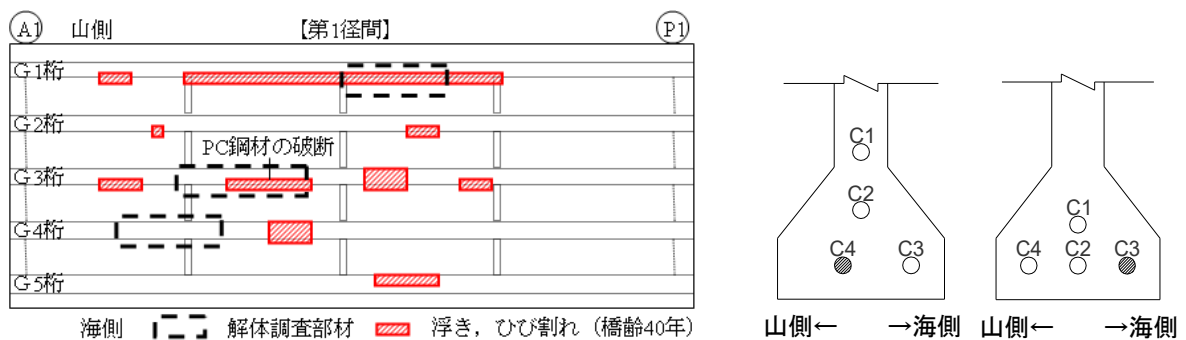 A1 山側 【第1径間】 P1
G1桁
G2桁
PC鋼材の破断
G3桁
G4桁
G5桁
海側 解体調査部材 浮き，ひび割れ（橋齢40年）
C1
C2
C4 C3
山側← →海側
C1
C4 C2 C3
山側← →海側